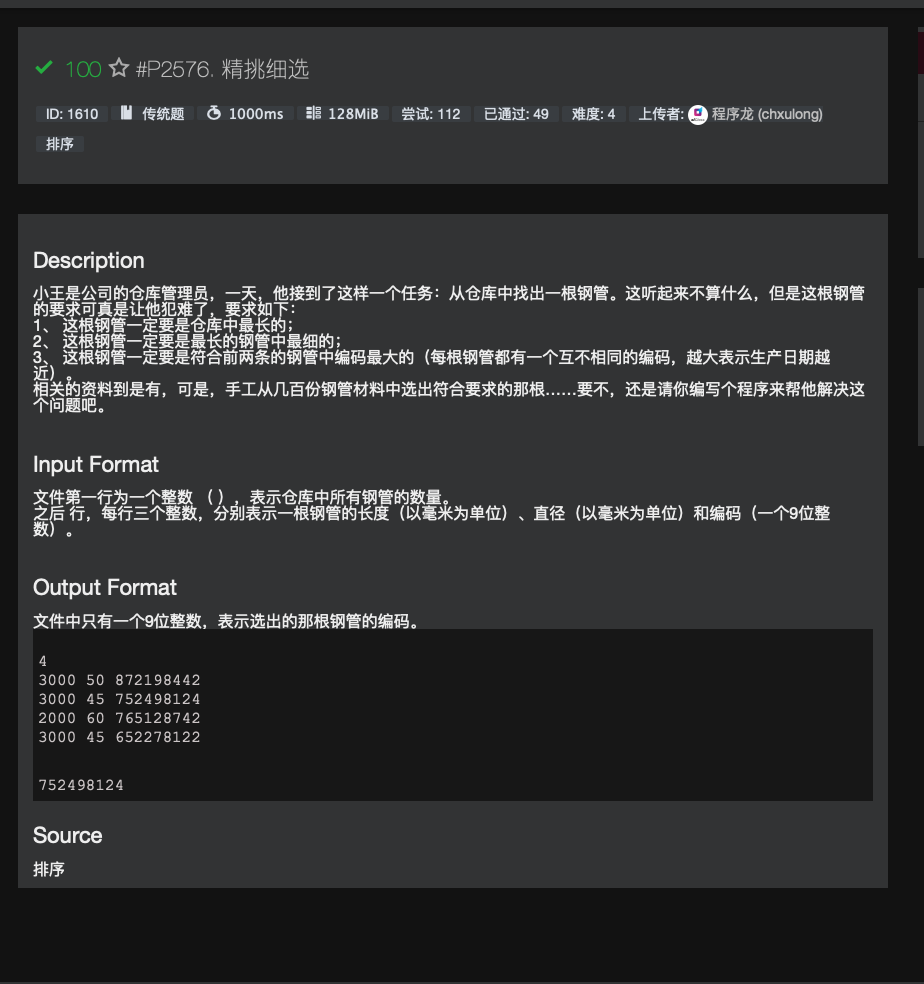 100 #P2576. 精挑细选
ID: 1610 传统题 1000ms 128MiB 尝试: 112 已通过: 49 难度: 4 上传者: 程序龙 (chxulong)
排序
Description
小王是公司的仓库管理员，一天，他接到了这样一个任务：从仓库中找出一根钢管。这听起来不算什么，但是这根钢管
的要求可真是让他犯难了，要求如下：
1、 这根钢管一定要是仓库中最长的；
2、 这根钢管一定要是最长的钢管中最细的；
3、 这根钢管一定要是符合前两条的钢管中编码最大的（每根钢管都有一个互不相同的编码，越大表示生产日期越
近）。
相关的资料到是有，可是，手工从几百份钢管材料中选出符合要求的那根……要不，还是请你编写个程序来帮他解决这
个问题吧。
Input Format
文件第一行为一个整数 （ ），表示仓库中所有钢管的数量。
之后 行，每行三个整数，分别表示一根钢管的长度（以毫米为单位）、直径（以毫米为单位）和编码（一个9位整
数）。
Output Format
文件中只有一个9位整数，表示选出的那根钢管的编码。
4
3000 50 872198442
3000 45 752498124
2000 60 765128742
3000 45 652278122
752498124
Source
排序